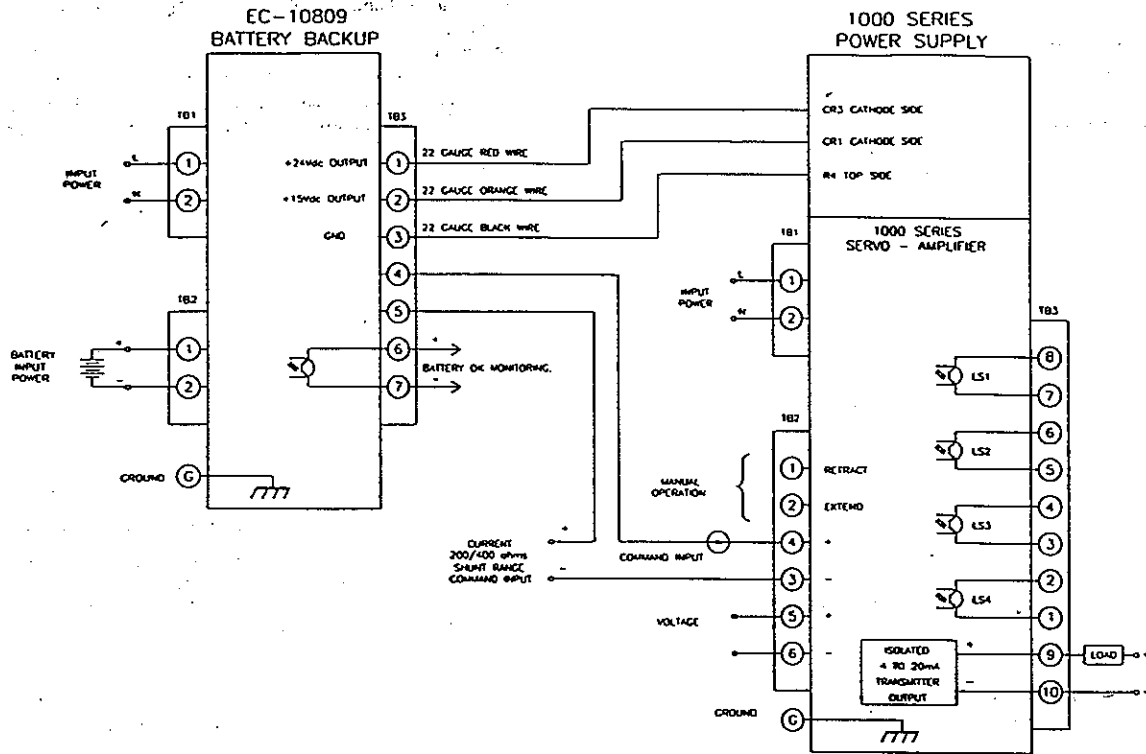 EC-10809
BATTERY BACKUP
TB1
1
2
INPUT
POWER
TB3
+24Vdc OUTPUT
1
22 GAUGE RED WIRE
+15Vdc OUTPUT
2
22 GAUGE ORANGE WIRE
GND
3
22 GAUGE BLACK WIRE
4
5
6
+
7
-
BATTERY OK MONITORING.
TB2
BATTERY
INPUT
POWER
+
1
-
2
GROUND
G
1000 SERIES
POWER SUPPLY
CR3 CATHODE SIDE
CR1 CATHODE SIDE
R4 TOP SIDE
1000 SERIES
SERVO - AMPLIFIER
TB1
INPUT
POWER
1
2
TB2
MANUAL
OPERATION
1
RETRACT
2
EXTEND
COMMAND INPUT
4
+
3
-
CURRENT
200/400 ohms
SHUNT RANGE
COMMAND INPUT
+
-
VOLTAGE
5
+
6
-
GROUND
G
TB3
8
LS1
7
6
LS2
5
4
LS3
3
2
LS4
1
ISOLATED
4 TO 20mA
TRANSMITTER
OUTPUT
+
9
LOAD
-
10